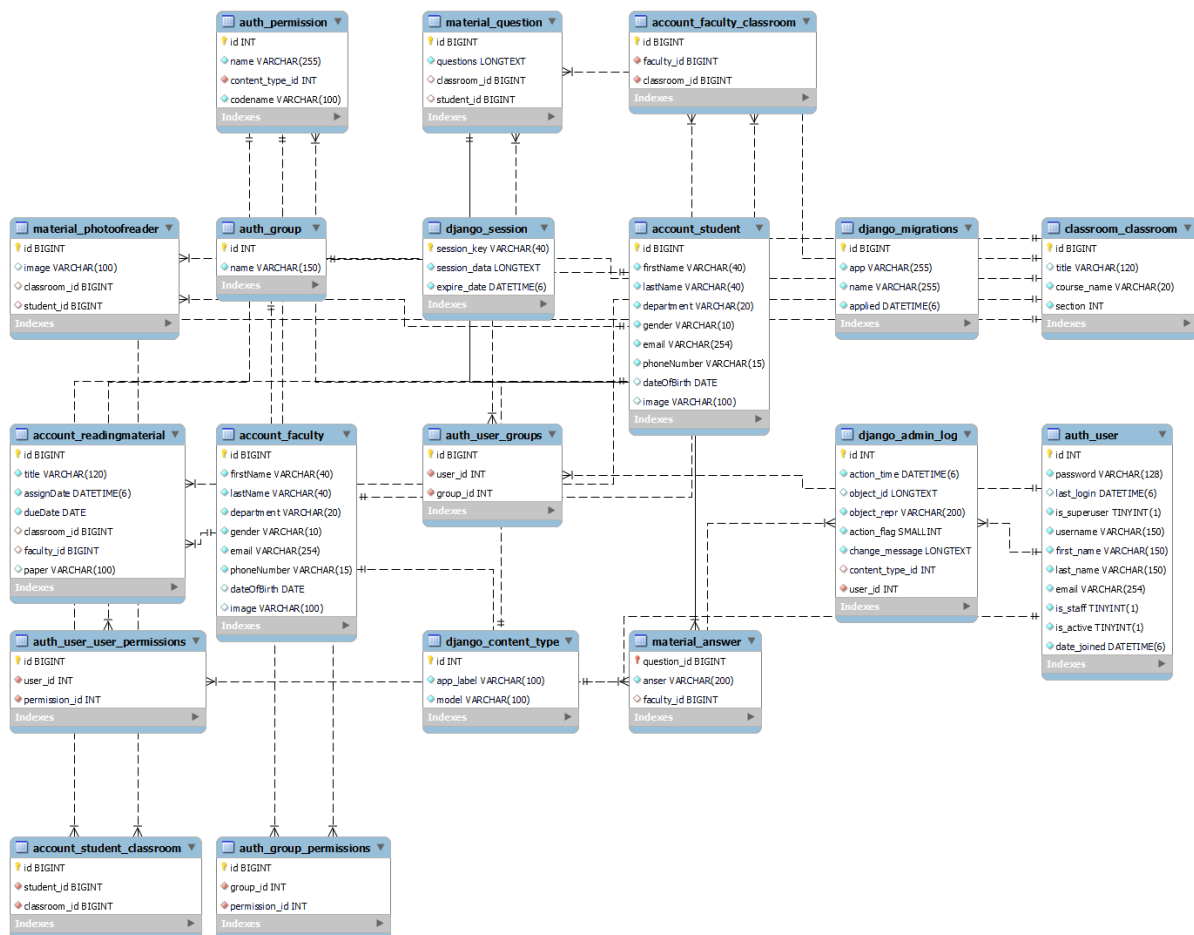 auth_permission
id INT
name VARCHAR(255)
content_type_id INT
codename VARCHAR(100)
Indexes
material_question
id BIGINT
questions LONGTEXT
classroom_id BIGINT
student_id BIGINT
Indexes
account_faculty_classroom
id BIGINT
faculty_id BIGINT
classroom_id BIGINT
Indexes
material_photoofreader
id BIGINT
image VARCHAR(100)
classroom_id BIGINT
student_id BIGINT
Indexes
auth_group
id INT
name VARCHAR(150)
Indexes
django_session
session_key VARCHAR(40)
session_data LONGTEXT
expire_date DATETIME(6)
Indexes
account_student
id BIGINT
firstName VARCHAR(40)
lastName VARCHAR(40)
department VARCHAR(20)
gender VARCHAR(10)
email VARCHAR(254)
phoneNumber VARCHAR(15)
dateOfBirth DATE
image VARCHAR(100)
Indexes
django_migrations
id BIGINT
app VARCHAR(255)
name VARCHAR(255)
applied DATETIME(6)
Indexes
classroom_classroom
id BIGINT
title VARCHAR(120)
course_name VARCHAR(20)
section INT
Indexes
account_readingmaterial
id BIGINT
title VARCHAR(120)
assignDate DATETIME(6)
dueDate DATE
classroom_id BIGINT
faculty_id BIGINT
paper VARCHAR(100)
Indexes
account_faculty
id BIGINT
firstName VARCHAR(40)
lastName VARCHAR(40)
department VARCHAR(20)
gender VARCHAR(10)
email VARCHAR(254)
phoneNumber VARCHAR(15)
dateOfBirth DATE
image VARCHAR(100)
Indexes
auth_user_groups
id BIGINT
user_id INT
group_id INT
Indexes
django_admin_log
id INT
action_time DATETIME(6)
object_id LONGTEXT
object_repr VARCHAR(200)
action_flag SMALLINT
change_message LONGTEXT
content_type_id INT
user_id INT
Indexes
auth_user
id INT
password VARCHAR(128)
last_login DATETIME(6)
is_superuser TINYINT(1)
username VARCHAR(150)
first_name VARCHAR(150)
last_name VARCHAR(150)
email VARCHAR(254)
is_staff TINYINT(1)
is_active TINYINT(1)
date_joined DATETIME(6)
Indexes
auth_user_user_permissions
id BIGINT
user_id INT
permission_id INT
Indexes
django_content_type
id INT
app_label VARCHAR(100)
model VARCHAR(100)
Indexes
material_answer
question_id BIGINT
anser VARCHAR(200)
faculty_id BIGINT
Indexes
account_student_classroom
id BIGINT
student_id BIGINT
classroom_id BIGINT
Indexes
auth_group_permissions
id BIGINT
group_id INT
permission_id INT
Indexes